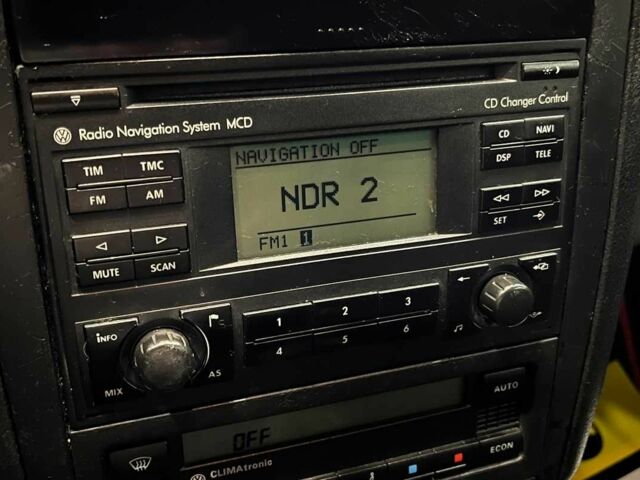 CD Changer Control
Radio Navigation System MCD
TIM TMC
FM AM
MUTE SCAN
NAVIGATION OFF
NDR 2
FM1 1
CD NAVI
DSP TELE
SET
INFO
MIX AS
1 2 3
4 5 6
OFF
AUTO
ECON
CLIMAtronic